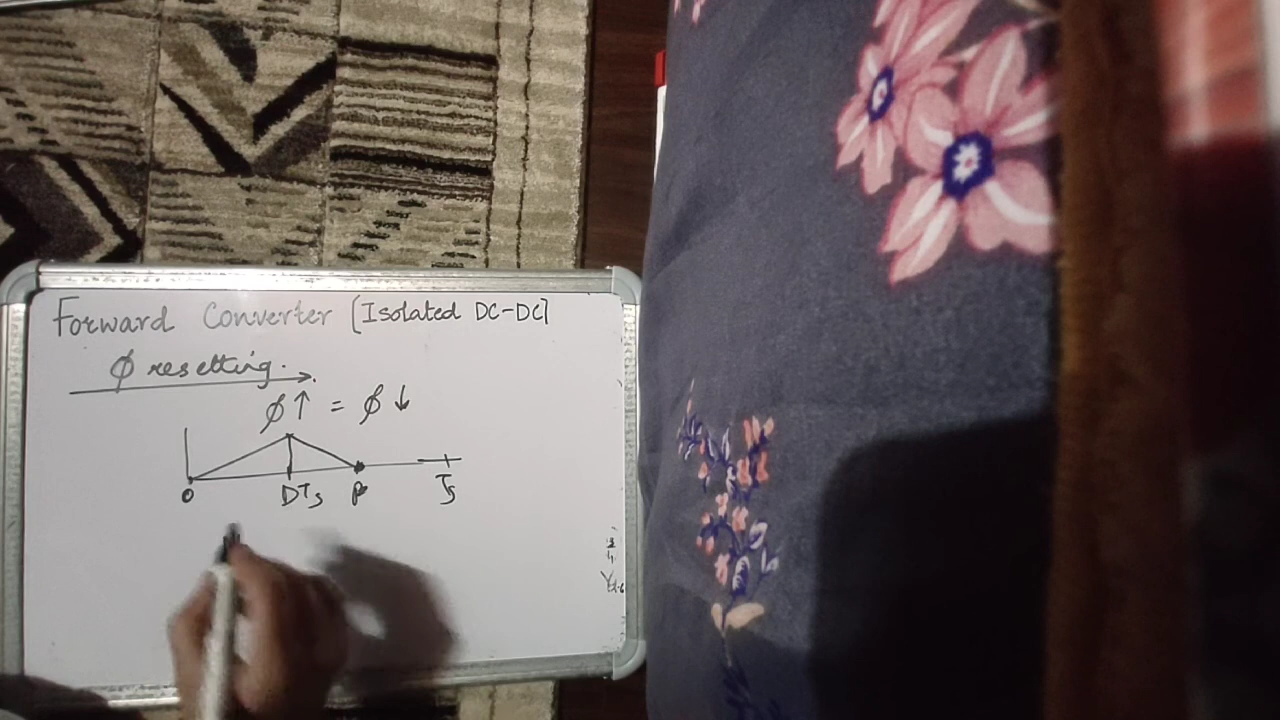 Forward Converter [Isolated DC-DC]
φ resetting.
φ↑ = φ↓
0 DTs P Ts